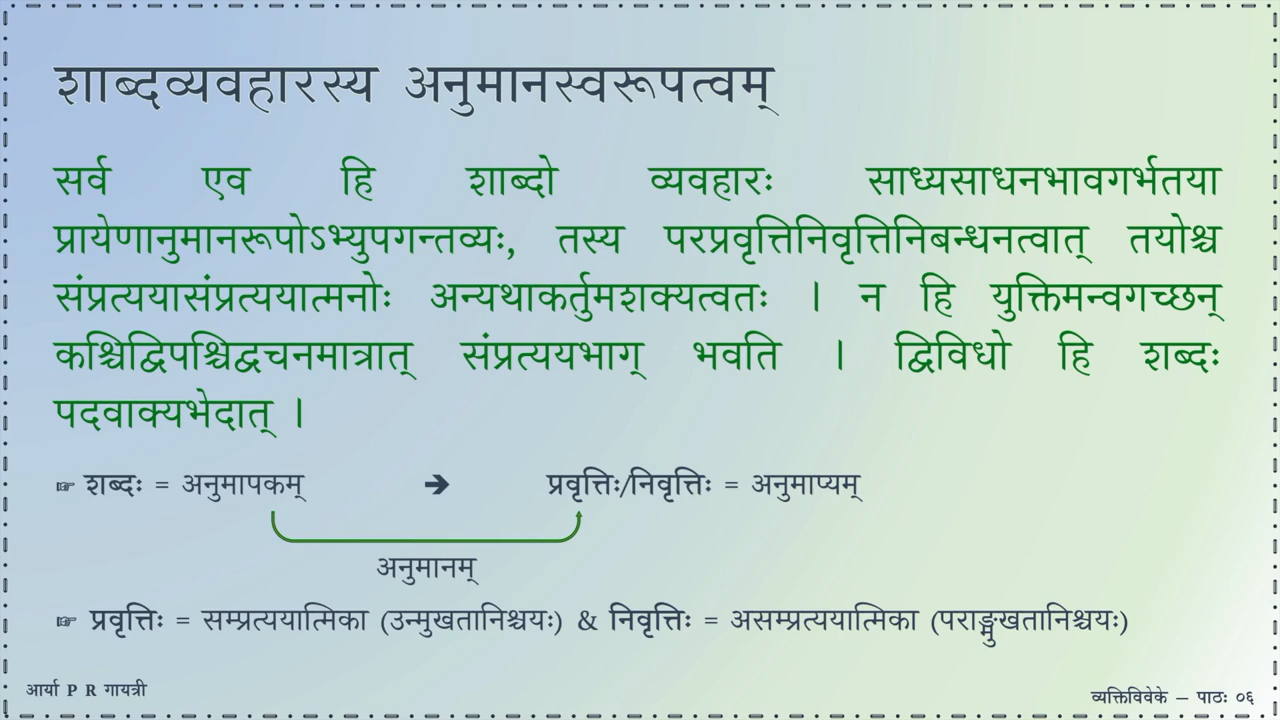 शाब्दव्यवहारस्य अनुमानस्वरूपत्वम्
सर्व एव हि शाब्दो व्यवहारः साध्यसाधनभावगर्भतया
प्रायेणानुमानरूपोऽभ्युपगन्तव्यः, तस्य परप्रवृत्तिनिवृत्तिनिबन्धनत्वात् तयोश्च
संप्रत्ययासंप्रत्ययात्मनोः अन्यथाकर्तुमशक्यत्वतः । न हि युक्तिमन्वगच्छन्
कश्चिद्विपश्चिद्वचनमात्रात् संप्रत्ययभाग् भवति । द्विविधो हि शब्दः
पदवाक्यभेदात् ।
☞ शब्दः = अनुमापकम् ➔ प्रवृत्तिः/निवृत्तिः = अनुमाप्यम्
अनुमानम्
☞ प्रवृत्तिः = सम्प्रत्ययात्मिका (उन्मुखतानिश्चयः) & निवृत्तिः = असम्प्रत्ययात्मिका (पराङ्मुखतानिश्चयः)
आर्या P R गायत्री
व्यक्तिविवेके – पाठः ०६